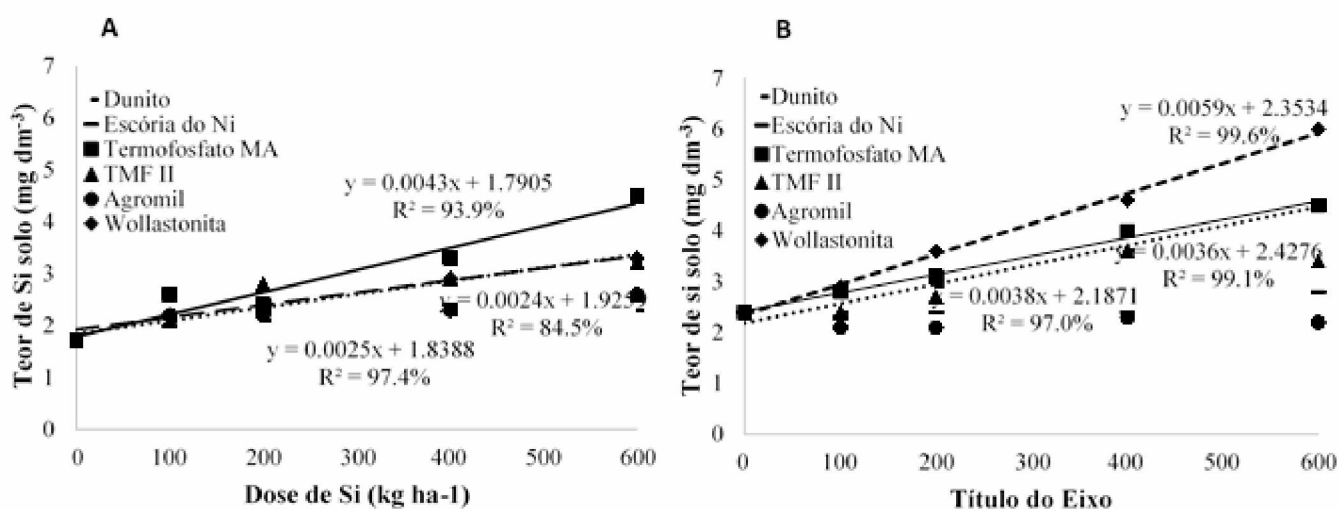 A
Teor de Si solo (mg dm⁻³)
7
6
5
4
3
2
1
0
Dunito
Escória do Ni
Termofosfato MA
TMF II
Agromil
Wollastonita
y = 0.0043x + 1.7905
R² = 93.9%
0.0024x + 1.925
R² = 84.5%
y = 0.0025x + 1.8388
R² = 97.4%
0 100 200 300 400 500 600
Dose de Si (kg ha-1)
B
Teor de si solo (mg dm⁻³)
7
6
5
4
3
2
1
0
Dunito
Escória do Ni
Termofosfato MA
TMF II
Agromil
Wollastonita
y = 0.0059x + 2.3534
R² = 99.6%
0.0036x + 2.4276
R² = 99.1%
= 0.0038x + 2.1871
R² = 97.0%
0 100 200 300 400 500 600
Título do Eixo